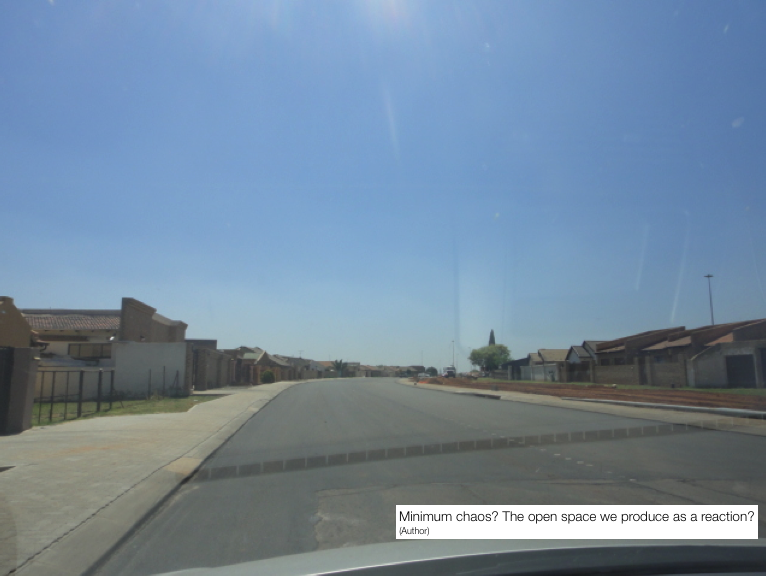 Minimum chaos? The open space we produce as a reaction?
(Author)